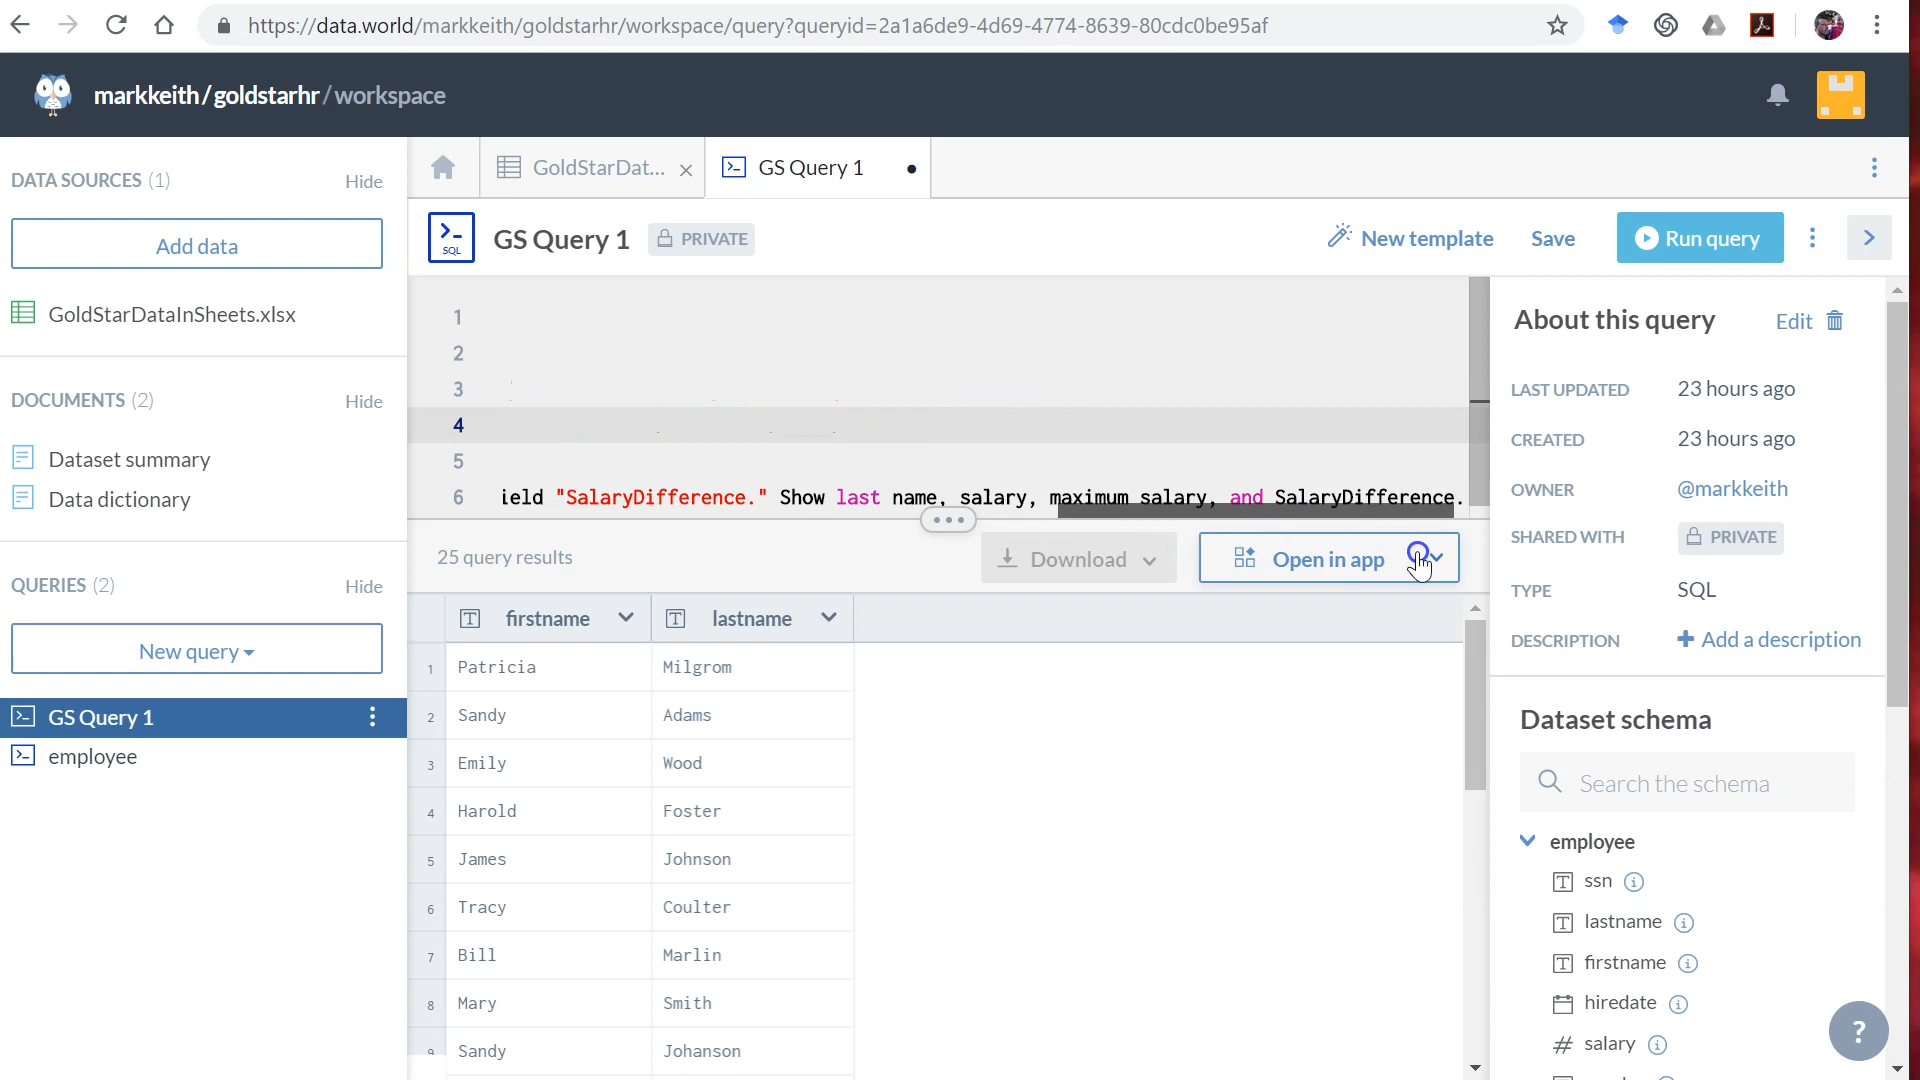 https://data.world/markkeith/goldstarhr/workspace/query?queryid=2a1a6de9-4d69-4774-8639-80cdc0be95af
markkeith/goldstarhr/workspace
DATA SOURCES (1)
Hide
Add data
GoldStarDataInSheets.xlsx
DOCUMENTS (2)
Hide
Dataset summary
Data dictionary
QUERIES (2)
Hide
New query
GS Query 1
employee
GoldStarDat...
GS Query 1
SQL
GS Query 1
PRIVATE
New template
Save
Run query
1
2
3
4
5
6 ield "SalaryDifference." Show last name, salary, maximum salary, and SalaryDifference.
25 query results
Download
Open in app
firstname lastname
1 Patricia Milgrom
2 Sandy Adams
3 Emily Wood
4 Harold Foster
5 James Johnson
6 Tracy Coulter
7 Bill Marlin
8 Mary Smith
9 Sandy Johanson
About this query
Edit
LAST UPDATED 23 hours ago
CREATED 23 hours ago
OWNER @markkeith
SHARED WITH PRIVATE
TYPE SQL
DESCRIPTION + Add a description
Dataset schema
Search the schema
employee
ssn
lastname
firstname
hiredate
# salary
?